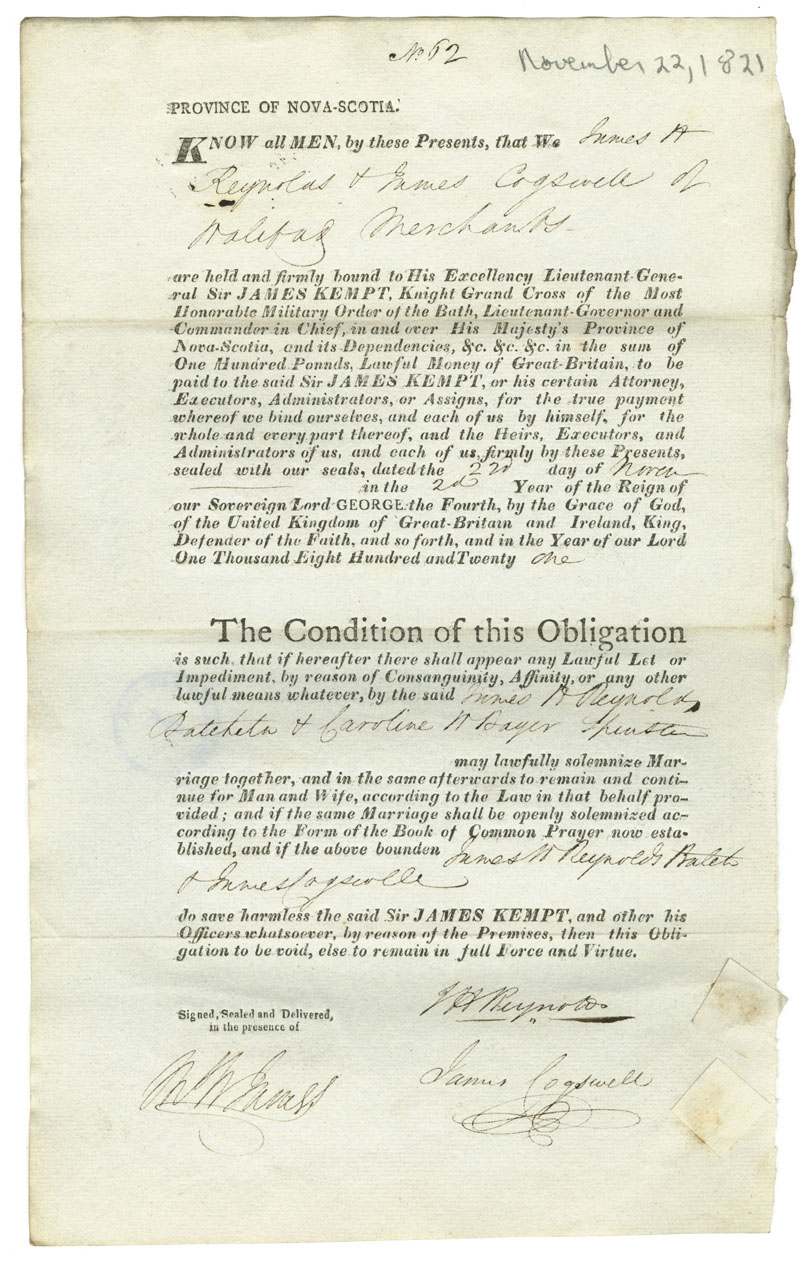 No 62
November 22, 1821
PROVINCE OF NOVA-SCOTIA.
KNOW all MEN, by these Presents, that We James H
Reynolds & James Cogswell of
Halifax Merchants
are held and firmly bound to His Excellency Lieutenant-Gene-
ral Sir JAMES KEMPT, Knight Grand Cross of the Most
Honorable Military Order of the Bath, Lieutenant-Governor and
Commander in Chief, in and over His Majesty's Province of
Nova-Scotia, and its Dependencies, &c. &c. &c. in the sum of
One Hundred Ponnds, Lawful Money of Great-Britain, to be
paid to the said Sir JAMES KEMPT, or his certain Attorney,
Executors, Administrators, or Assigns, for the true payment
whereof we bind ourselves, and each of us by himself, for the
whole and every part thereof, and the Heirs, Executors, and
Administrators of us, and each of us, firmly by these Presents,
sealed with our seals, dated the 22d day of Novem
in the 2d Year of the Reign of
our Sovereign Lord GEORGE the Fourth, by the Grace of God,
of the United Kingdom of Great-Britain and Ireland, King,
Defender of the Faith, and so forth, and in the Year of our Lord
One Thousand Eight Hundred and Twenty one
The Condition of this Obligation
is such, that if hereafter there shall appear any Lawful Let or
Impediment, by reason of Consanguinity, Affinity, or any other
lawful means whatever, by the said James H Reynolds
Batchelor & Caroline W Bayer Spinster
may lawfully solemnize Mar-
riage together, and in the same afterwards to remain and conti-
nue for Man and Wife, according to the Law in that behalf pro-
vided; and if the same Marriage shall be openly solemnized ac-
cording to the Form of the Book of Common Prayer now esta-
blished, and if the above bounden James H Reynolds
& James Cogswell
do save harmless the said Sir JAMES KEMPT, and other his
Officers whatsoever, by reason of the Premises, then this Obli-
gation to be void, else to remain in full Force and Virtue.
Signed, Sealed and Delivered,
in the presence of
J H Reynolds
James Cogswell